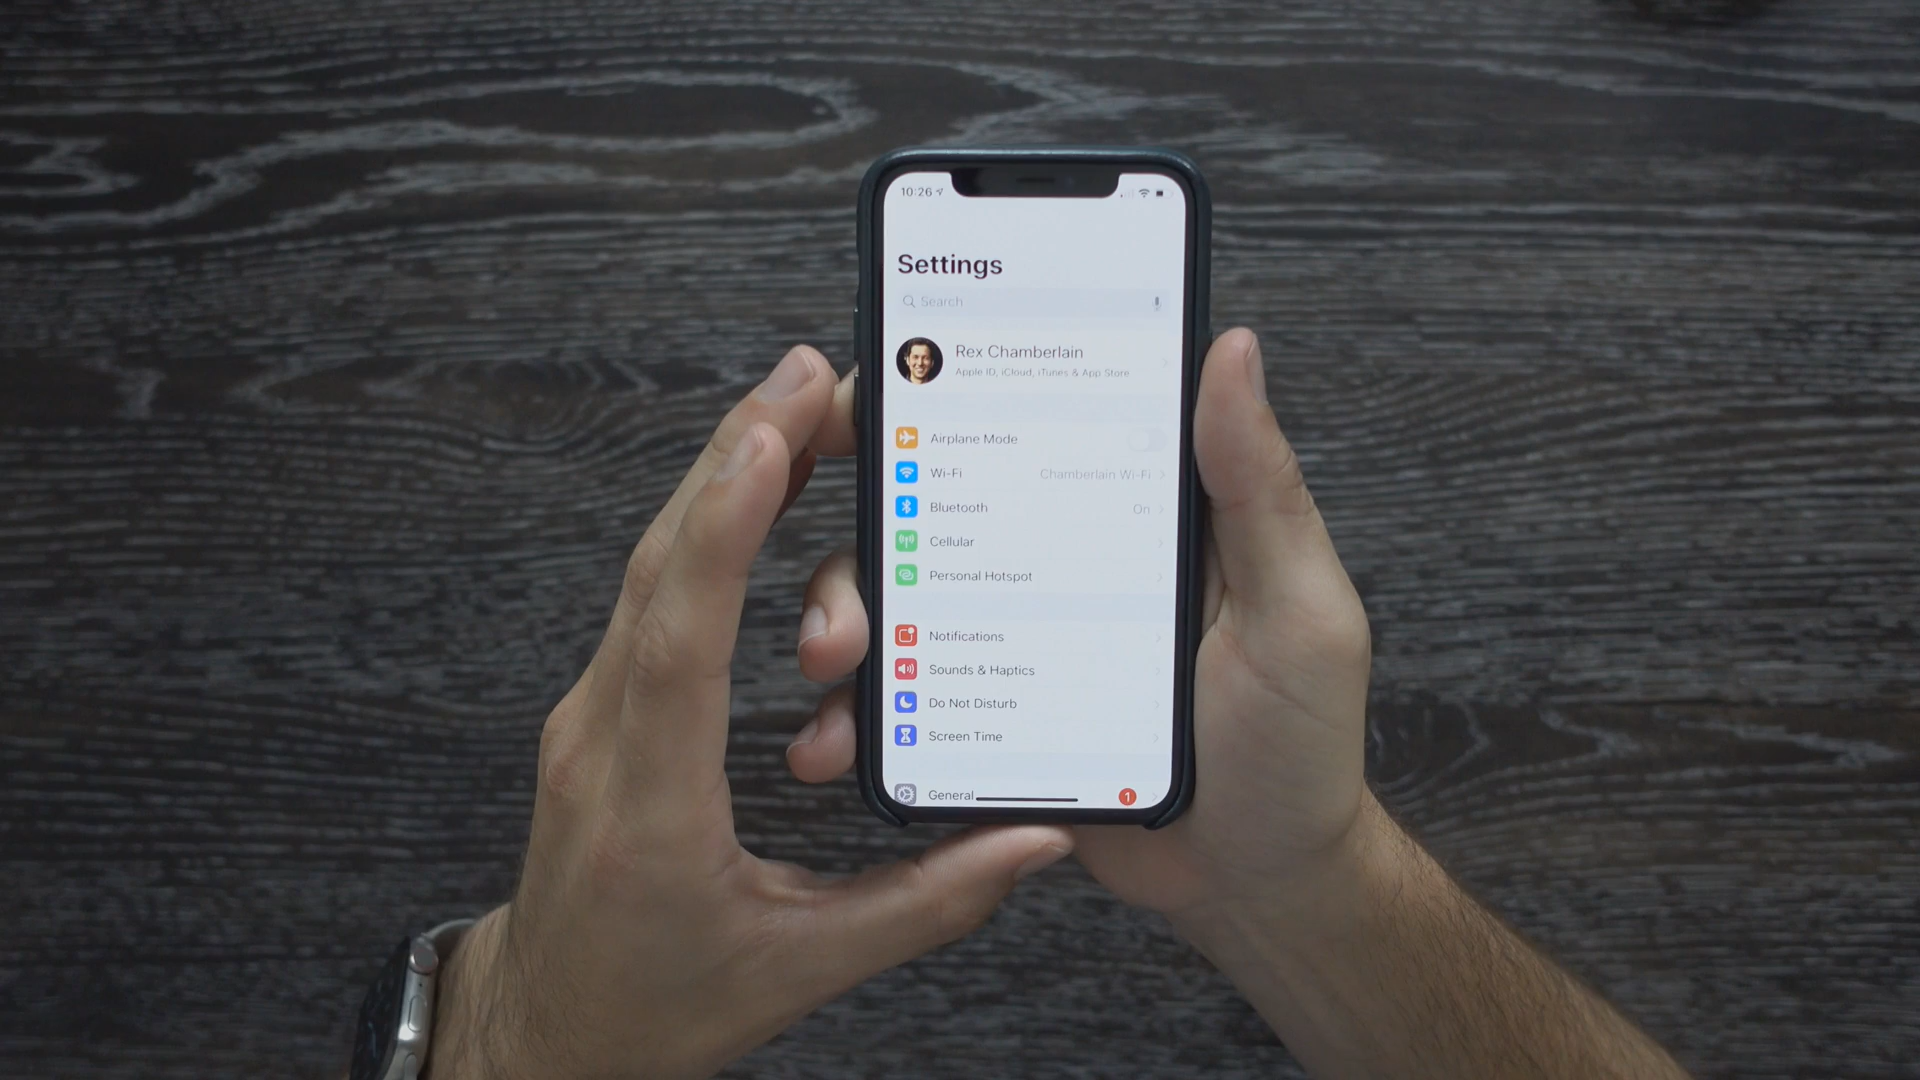 10:26
Settings
Search
Rex Chamberlain
Apple ID, iCloud, iTunes & App Store
Airplane Mode
Wi-Fi Chamberlain Wi-Fi
Bluetooth On
Cellular
Personal Hotspot
Notifications
Sounds & Haptics
Do Not Disturb
Screen Time
General 1